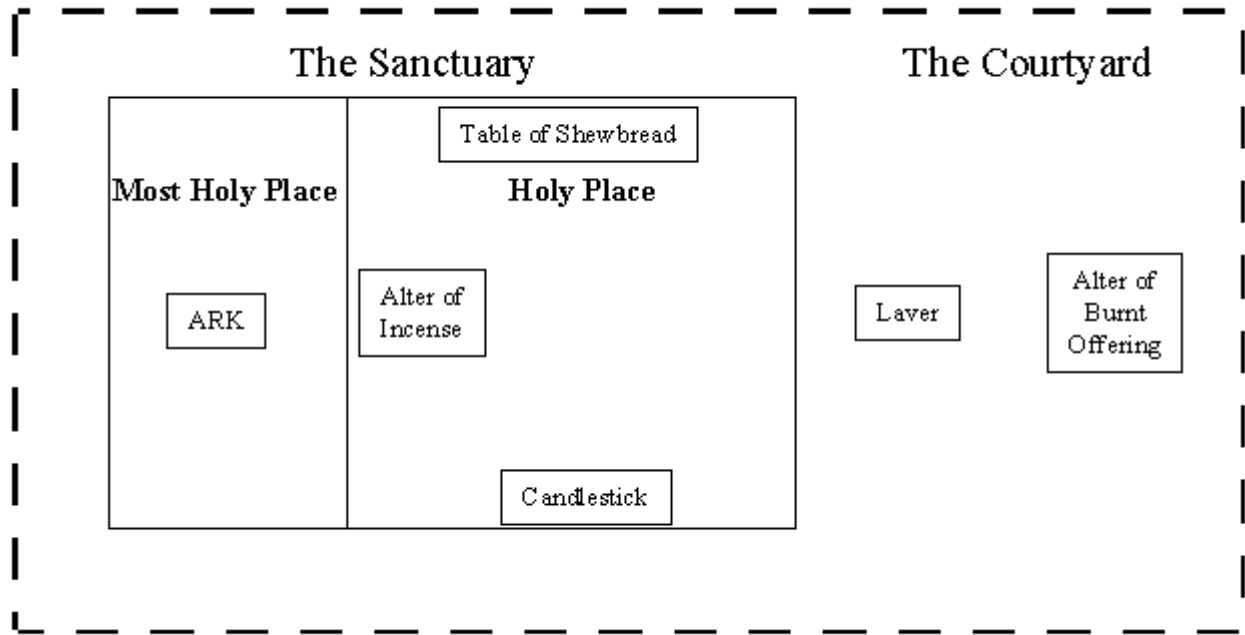 The Sanctuary
The Courtyard
Table of Shewbread
Most Holy Place
Holy Place
ARK
Alter of
Incense
Laver
Alter of
Burnt
Offering
Candlestick